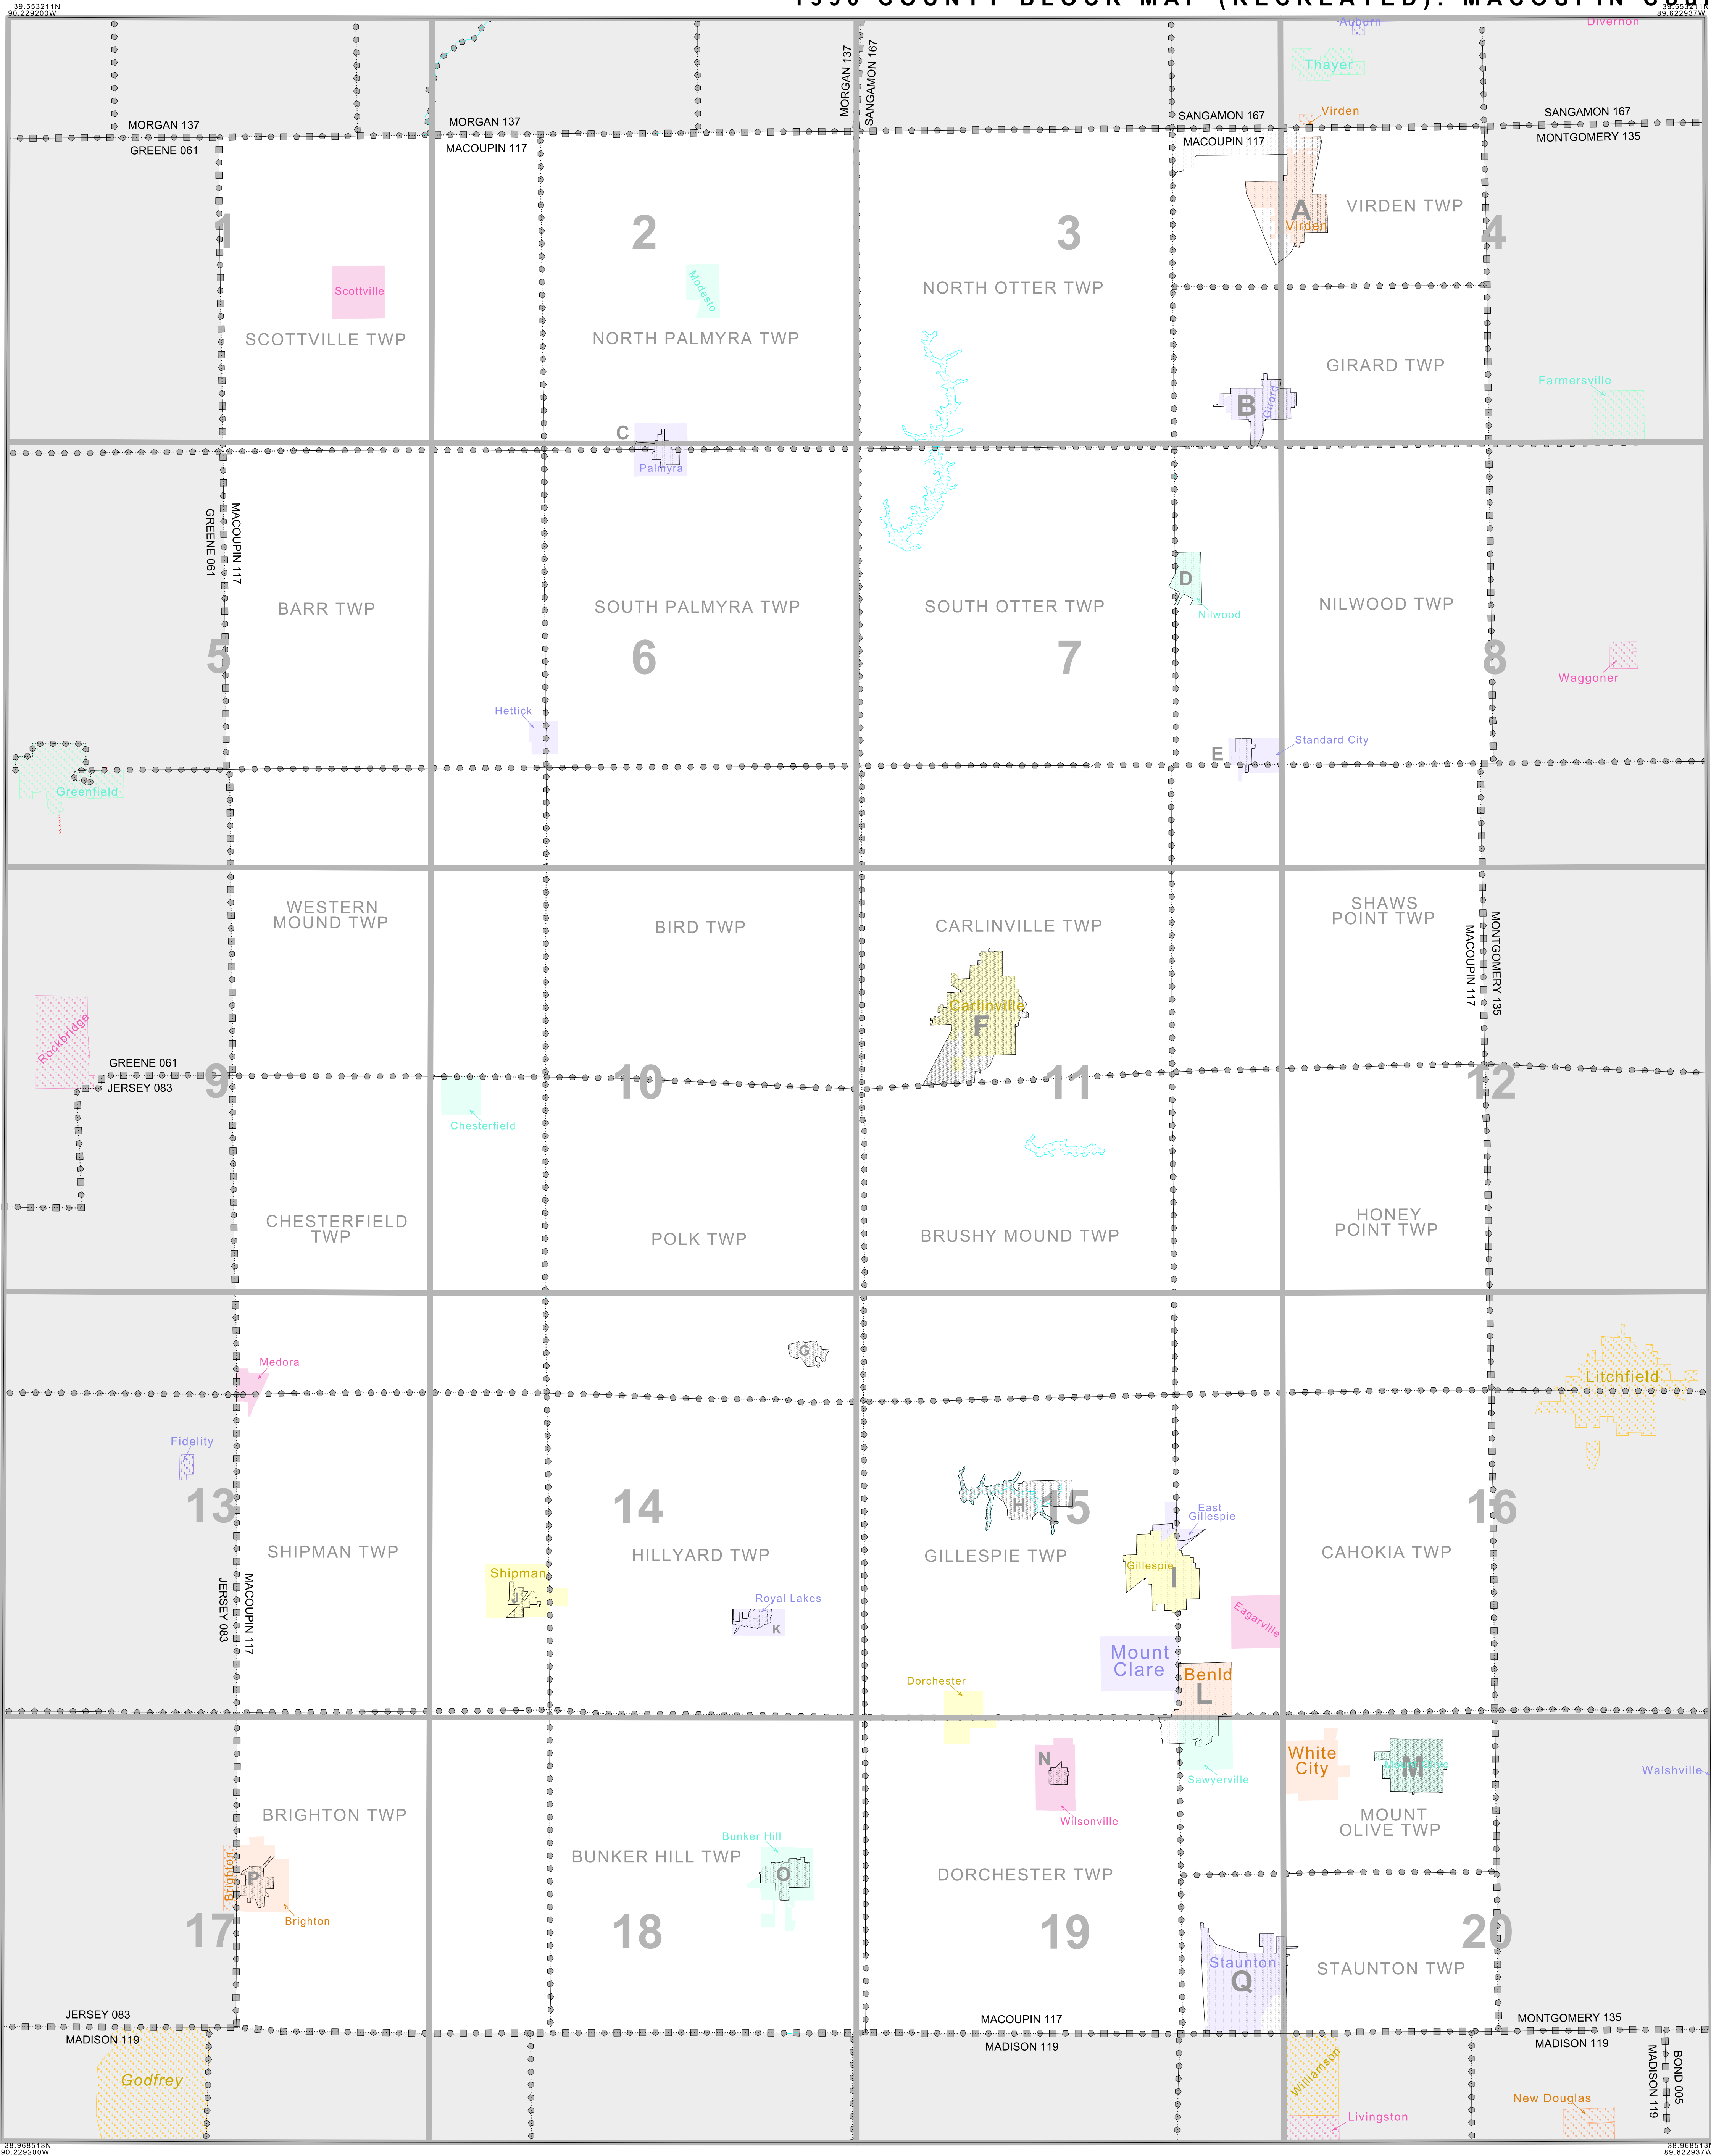 1990 COUNTY BLOCK MAP (RECREATED): MACOUPIN
39.553211N
90.229200W
39.553211N
89.622937W
Auburn
Divernon
Thayer
MORGAN 137
SANGAMON 167
Virden
MORGAN 137
GREENE 061
MORGAN 137
MACOUPIN 117
SANGAMON 167
MACOUPIN 117
SANGAMON 167
MONTGOMERY 135
A
Virden
VIRDEN TWP
1
2
3
4
Scottville
Modesto
NORTH OTTER TWP
SCOTTVILLE TWP
NORTH PALMYRA TWP
GIRARD TWP
Farmersville
B
Girard
C
Palmyra
GREENE 061
MACOUPIN 117
D
Nilwood
BARR TWP
SOUTH PALMYRA TWP
SOUTH OTTER TWP
NILWOOD TWP
5
6
7
8
Waggoner
Hettick
E
Standard City
Greenfield
WESTERN
MOUND TWP
BIRD TWP
CARLINVILLE TWP
SHAWS
POINT TWP
MACOUPIN 117
MONTGOMERY 135
Carlinville
F
Rockbridge
GREENE 061
JERSEY 083
9
10
11
12
Chesterfield
CHESTERFIELD
TWP
POLK TWP
BRUSHY MOUND TWP
HONEY
POINT TWP
G
Medora
Litchfield
Fidelity
13
14
15
16
H
East
Gillespie
SHIPMAN TWP
HILLYARD TWP
GILLESPIE TWP
CAHOKIA TWP
Gillespie
I
Shipman
J
Royal Lakes
K
JERSEY 083
MACOUPIN 117
Eagarville
Mount
Clare
Dorchester
Benld
L
N
Wilsonville
Sawyerville
White
City
M
Mount Olive
Walshville
BRIGHTON TWP
MOUNT
OLIVE TWP
Bunker Hill
BUNKER HILL TWP
O
DORCHESTER TWP
Brighton
P
Brighton
17
18
19
20
Staunton
Q
STAUNTON TWP
JERSEY 083
MADISON 119
MACOUPIN 117
MADISON 119
MONTGOMERY 135
MADISON 119
MADISON 119
BOND 005
Godfrey
Williamson
New Douglas
Livingston
38.968513N
90.229200W
38.968513N
89.622937W